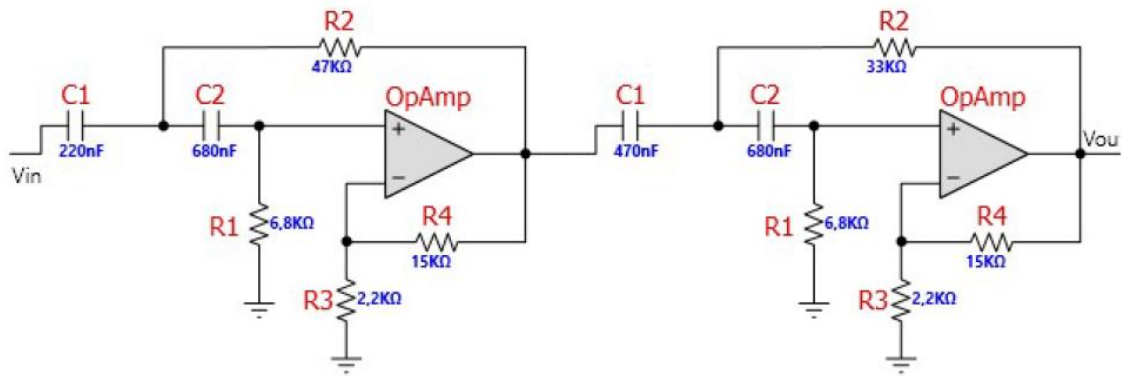 R2
47KΩ
C1
220nF
C2
680nF
OpAmp
Vin
R1
6,8KΩ
R4
15KΩ
R3
2,2KΩ
R2
33KΩ
C1
470nF
C2
680nF
OpAmp
Vou
R1
6,8KΩ
R4
15KΩ
R3
2,2KΩ